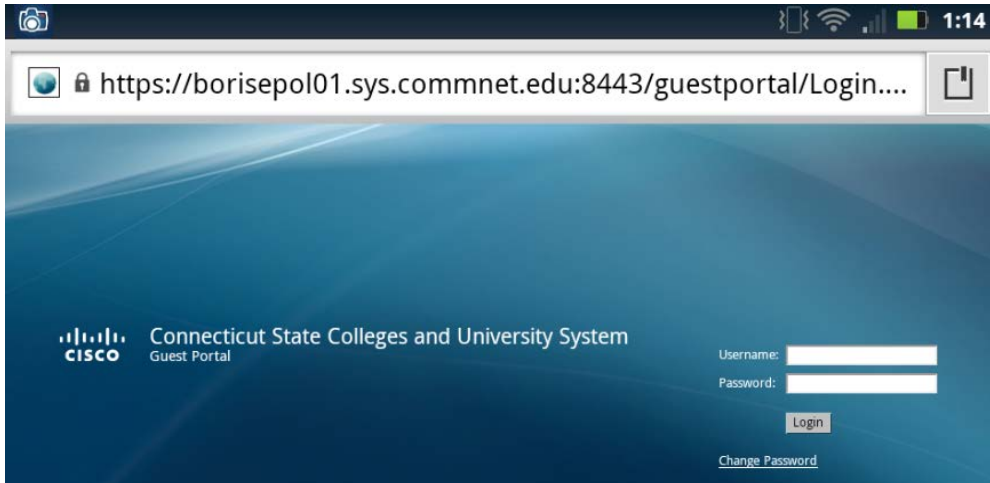 1:14
https://borisepol01.sys.commnet.edu:8443/guestportal/Login....
CISCO
Connecticut State Colleges and University System
Guest Portal
Username:
Password:
Login
Change Password